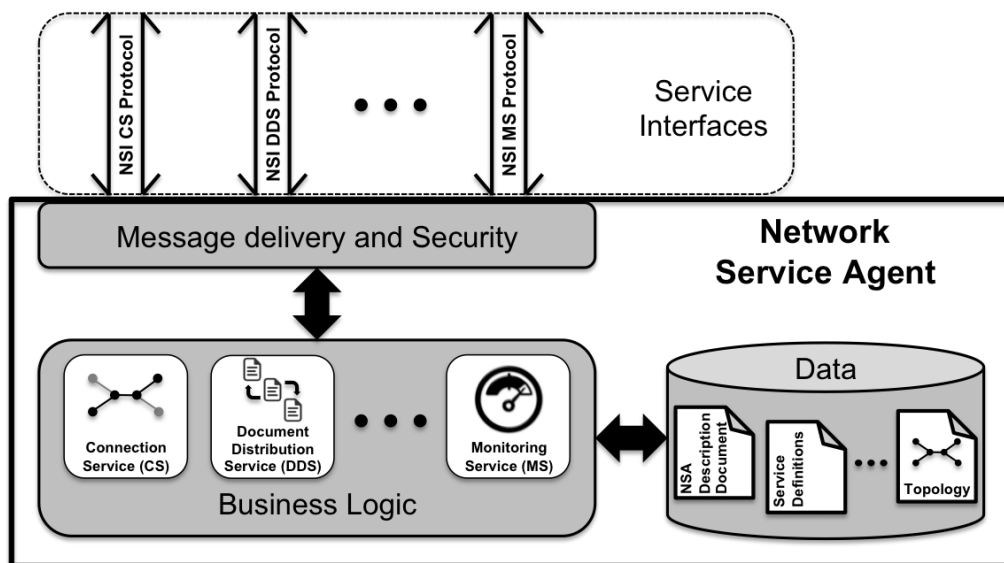 NSI CS Protocol
NSI DDS Protocol
NSI MS Protocol
Service
Interfaces
Message delivery and Security
Network
Service Agent
Connection
Service (CS)
Document
Distribution
Service (DDS)
Monitoring
Service (MS)
Business Logic
Data
NSA
Description
Document
Service
Definitions
Topology